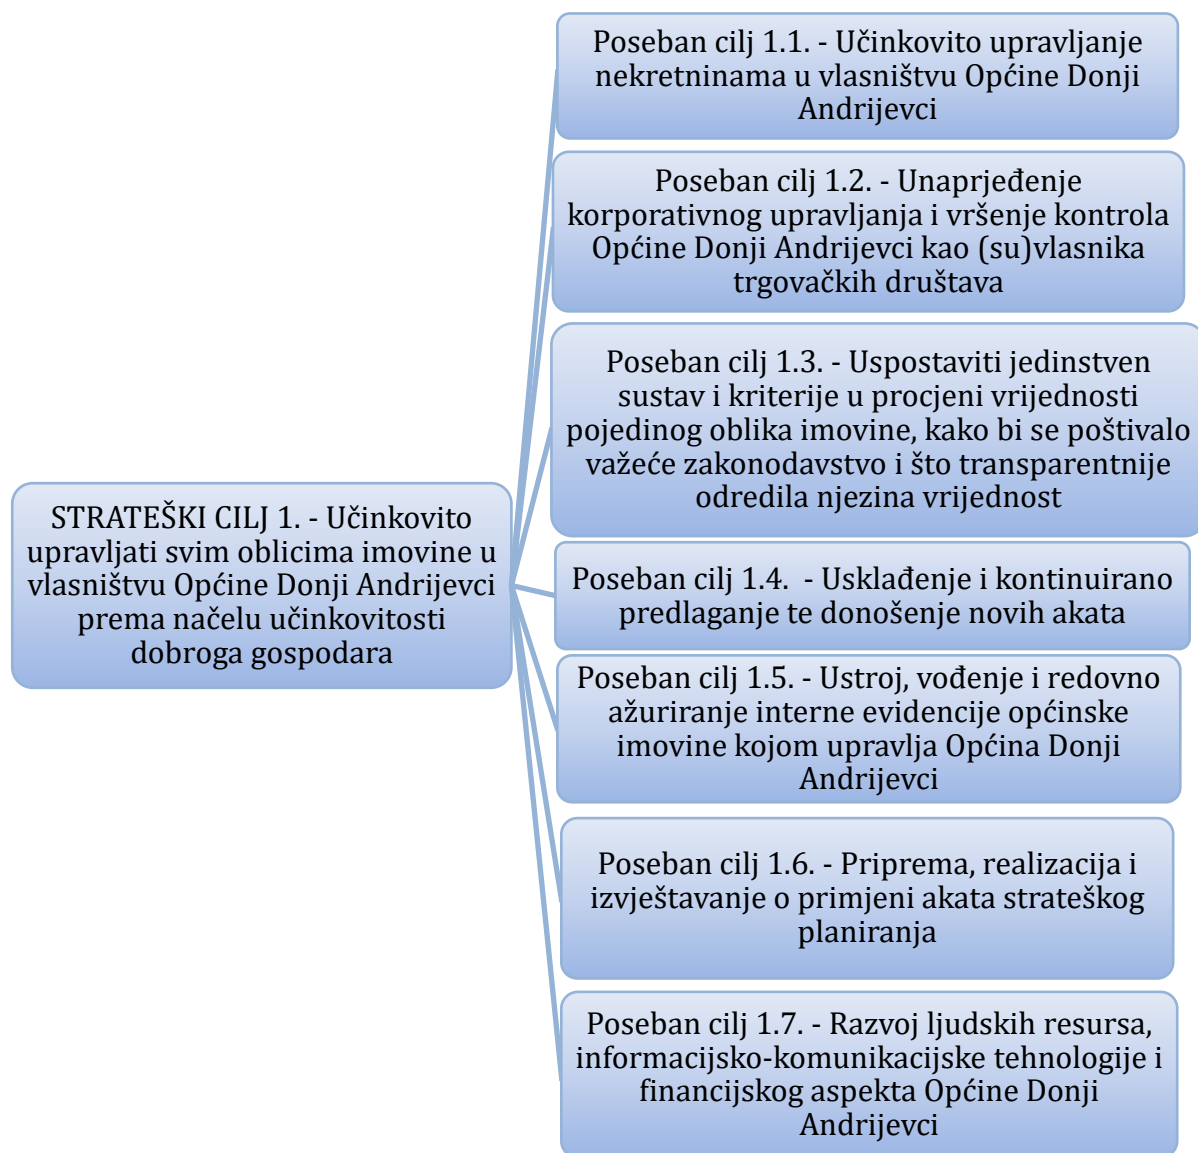 STRATEŠKI CILJ 1. - Učinkovito
upravljati svim oblicima imovine u
vlasništvu Općine Donji Andrijevci
prema načelu učinkovitosti
dobroga gospodara
Poseban cilj 1.1. - Učinkovito upravljanje
nekretninama u vlasništvu Općine Donji
Andrijevci
Poseban cilj 1.2. - Unaprjeđenje
korporativnog upravljanja i vršenje kontrola
Općine Donji Andrijevci kao (su)vlasnika
trgovačkih društava
Poseban cilj 1.3. - Uspostaviti jedinstven
sustav i kriterije u procjeni vrijednosti
pojedinog oblika imovine, kako bi se poštivalo
važeće zakonodavstvo i što transparentnije
odredila njezina vrijednost
Poseban cilj 1.4.  - Usklađenje i kontinuirano
predlaganje te donošenje novih akata
Poseban cilj 1.5. - Ustroj, vođenje i redovno
ažuriranje interne evidencije općinske
imovine kojom upravlja Općina Donji
Andrijevci
Poseban cilj 1.6. - Priprema, realizacija i
izvještavanje o primjeni akata strateškog
planiranja
Poseban cilj 1.7. - Razvoj ljudskih resursa,
informacijsko-komunikacijske tehnologije i
financijskog aspekta Općine Donji
Andrijevci